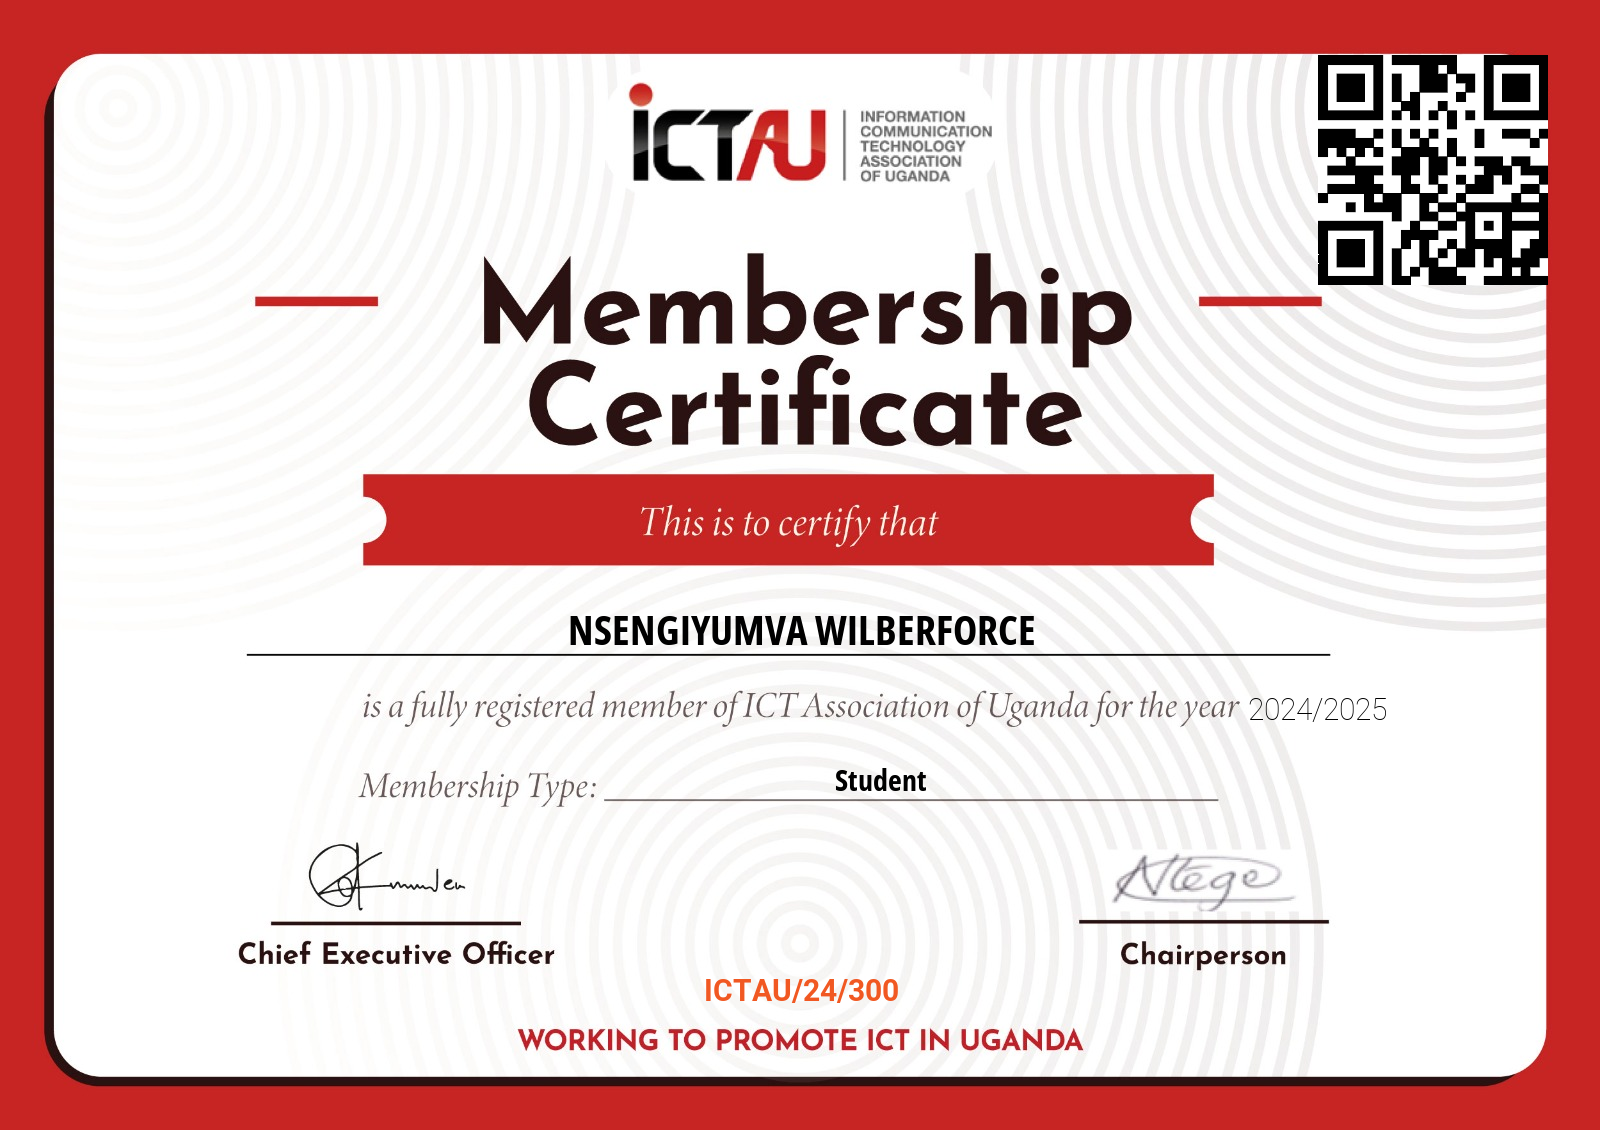 ICTAU
INFORMATION
COMMUNICATION
TECHNOLOGY
ASSOCIATION
OF UGANDA
Membership
Certificate
This is to certify that
NSENGIYUMVA WILBERFORCE
is a fully registered member of ICT Association of Uganda for the year 2024/2025
Membership Type: Student
Chief Executive Officer
Chairperson
ICTAU/24/300
WORKING TO PROMOTE ICT IN UGANDA